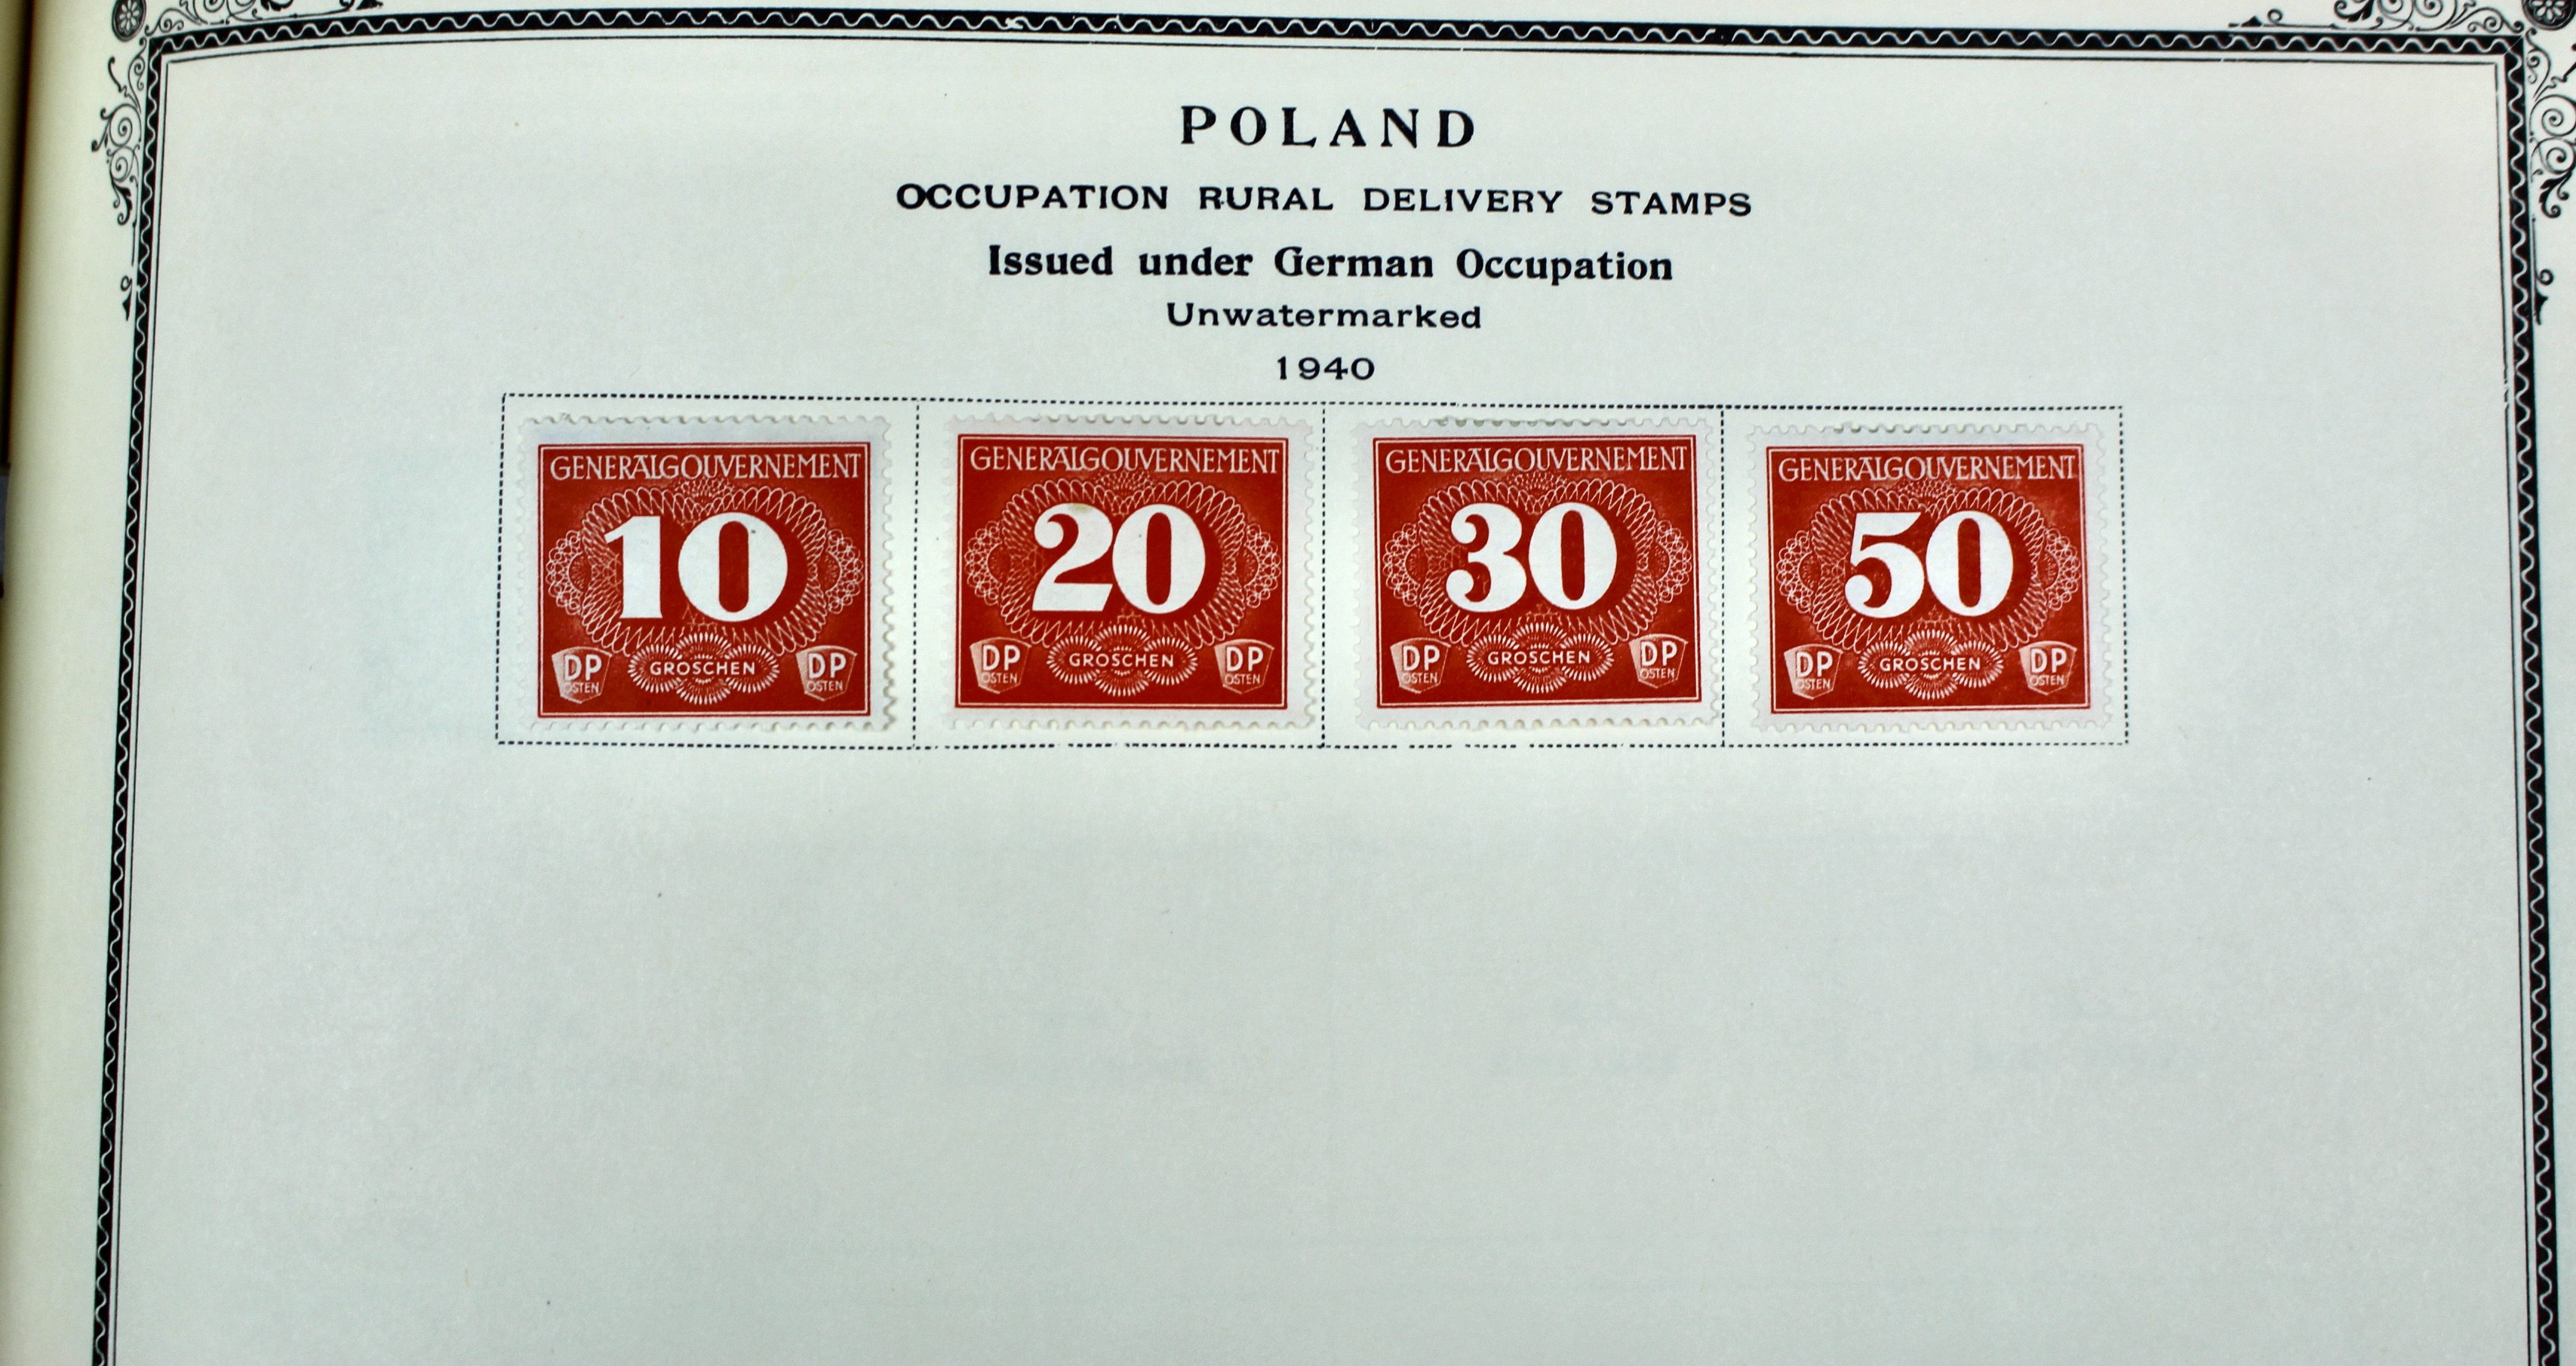 POLAND
OCCUPATION RURAL DELIVERY STAMPS
Issued under German Occupation
Unwatermarked
1940
GENERALGOUVERNEMENT
10
DP OSTEN GROSCHEN DP OSTEN
GENERALGOUVERNEMENT
20
DP OSTEN GROSCHEN DP OSTEN
GENERALGOUVERNEMENT
30
DP OSTEN GROSCHEN DP OSTEN
GENERALGOUVERNEMENT
50
DP OSTEN GROSCHEN DP OSTEN